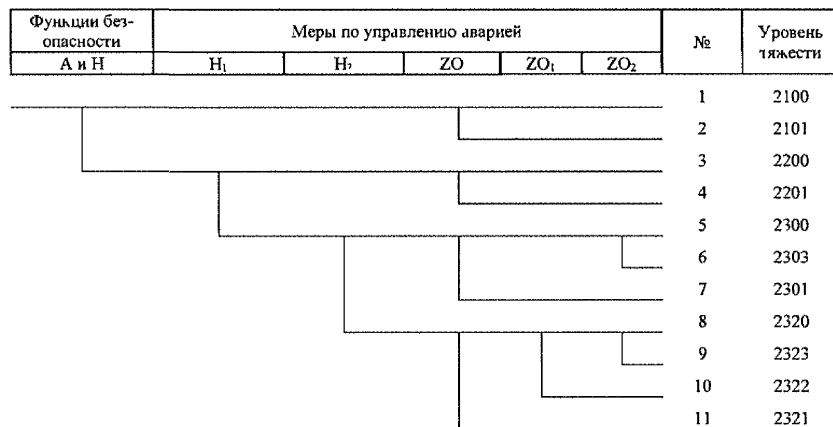 Функции без-
опасности
Меры по управлению аварией
№
Уровень
тяжести
А и Н
H₁
H₂
ZO
ZO₁
ZO₂
1 2100
2 2101
3 2200
4 2201
5 2300
6 2303
7 2301
8 2320
9 2323
10 2322
11 2321